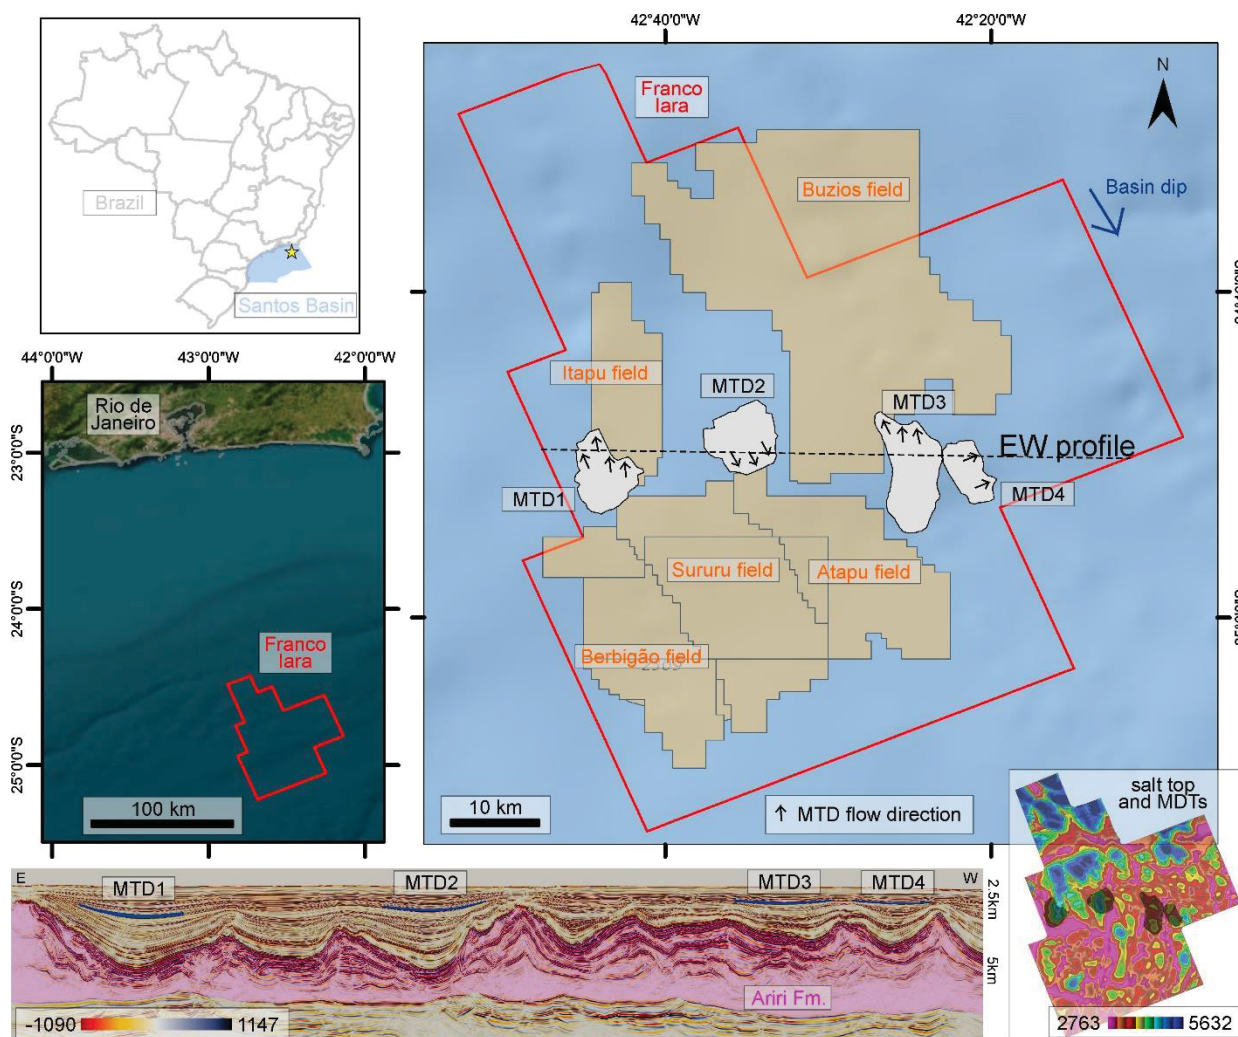 Brazil
Santos Basin
44°0'0"W
43°0'0"W
42°0'0"W
Rio de
Janeiro
23°0'0"S
24°0'0"S
25°0'0"S
Franco
Iara
100 km
42°40'0"W
42°20'0"W
N
Franco
Iara
Buzios field
Basin dip
Itapu field
MTD2
MTD3
EW profile
MTD1
MTD4
Sururu field
Atapu field
Berbigão field
10 km
↑ MTD flow direction
salt top
and MDTs
2763
5632
E
MTD1
MTD2
MTD3
MTD4
W
2.5km
5km
Ariri Fm.
-1090
1147